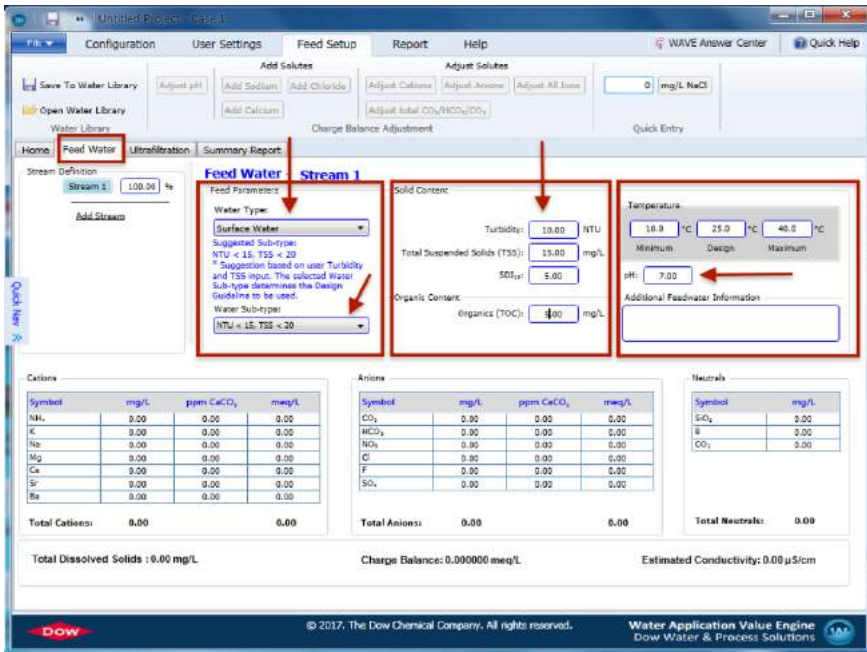 Untitled Project - Case 1
File Configuration User Settings Feed Setup Report Help WAVE Answer Center Quick Help
Add Solutes Adjust Solutes
Save To Water Library Adjust pH Add Sodium Add Chloride Adjust Cations Adjust Anions Adjust All Ions 0 mg/L NaCl
Open Water Library Add Calcium Adjust total CO₂/HCO₃/CO₃
Water Library Charge Balance Adjustment Quick Entry
Home Feed Water Ultrafiltration Summary Report
Stream Definition
Stream 1 100.00 %
Add Stream
Quick Nav
Feed Water - Stream 1
Feed Parameters
Water Type:
Surface Water
Suggested Sub-type:
NTU < 15, TSS < 20
* Suggestion based on user Turbidity
and TSS input. The selected Water
Sub-type determines the Design
Guideline to be used.
Water Sub-type:
NTU < 15, TSS < 20
Solid Content
Turbidity: 10.00 NTU
Total Suspended Solids (TSS): 15.00 mg/L
SDI₁₅: 5.00
Organic Content
Organics (TOC): 5.00 mg/L
Temperature
10.0 °C 25.0 °C 40.0 °C
Minimum Design Maximum
pH: 7.00
Additional Feedwater Information
Cations
Symbol mg/L ppm CaCO₃ meq/L
NH₄ 0.00 0.00 0.00
K 0.00 0.00 0.00
Na 0.00 0.00 0.00
Mg 0.00 0.00 0.00
Ca 0.00 0.00 0.00
Sr 0.00 0.00 0.00
Ba 0.00 0.00 0.00
Total Cations: 0.00 0.00
Anions
Symbol mg/L ppm CaCO₃ meq/L
CO₃ 0.00 0.00 0.00
HCO₃ 0.00 0.00 0.00
NO₃ 0.00 0.00 0.00
Cl 0.00 0.00 0.00
F 0.00 0.00 0.00
SO₄ 0.00 0.00 0.00
Total Anions: 0.00 0.00
Neutrals
Symbol mg/L
SiO₂ 0.00
B 0.00
CO₂ 0.00
Total Neutrals: 0.00
Total Dissolved Solids : 0.00 mg/L Charge Balance: 0.000000 meq/L Estimated Conductivity: 0.00 µS/cm
DOW © 2017. The Dow Chemical Company. All rights reserved. Water Application Value Engine
Dow Water & Process Solutions